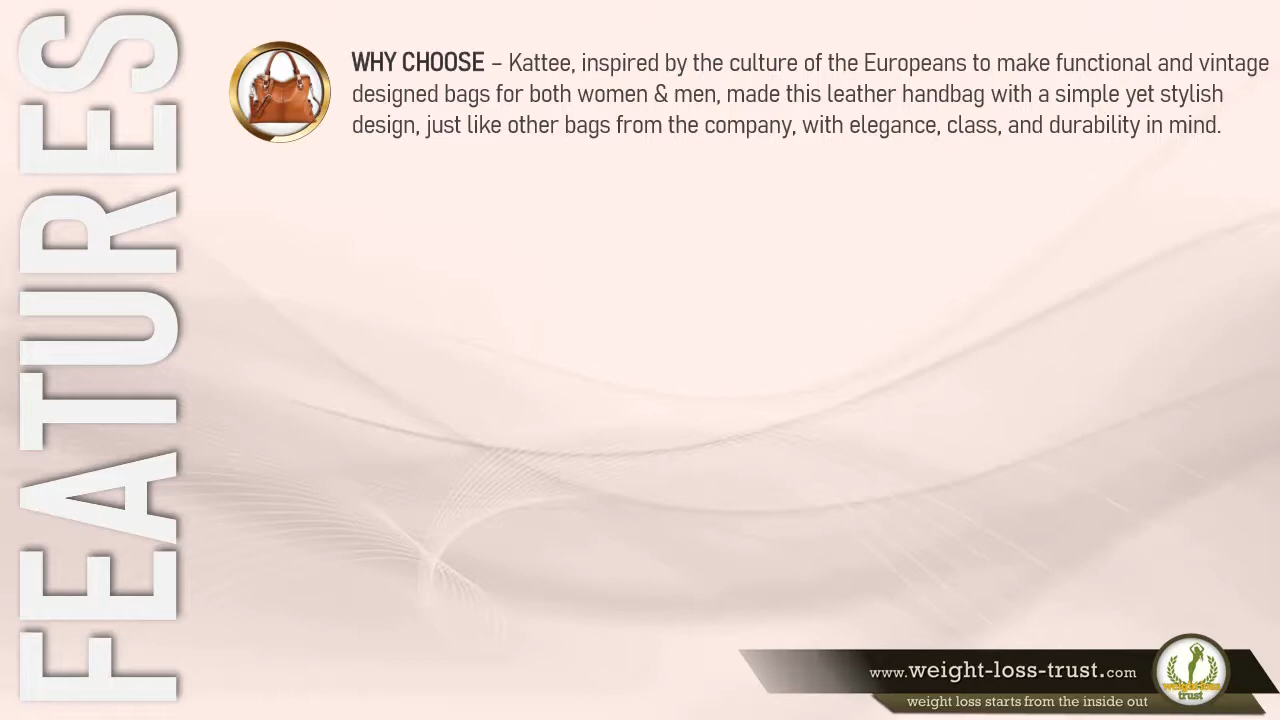 FEATURES
WHY CHOOSE – Kattee, inspired by the culture of the Europeans to make functional and vintage
designed bags for both women & men, made this leather handbag with a simple yet stylish
design, just like other bags from the company, with elegance, class, and durability in mind.
www.weight-loss-trust.com
weight loss
trust
weight loss starts from the inside out